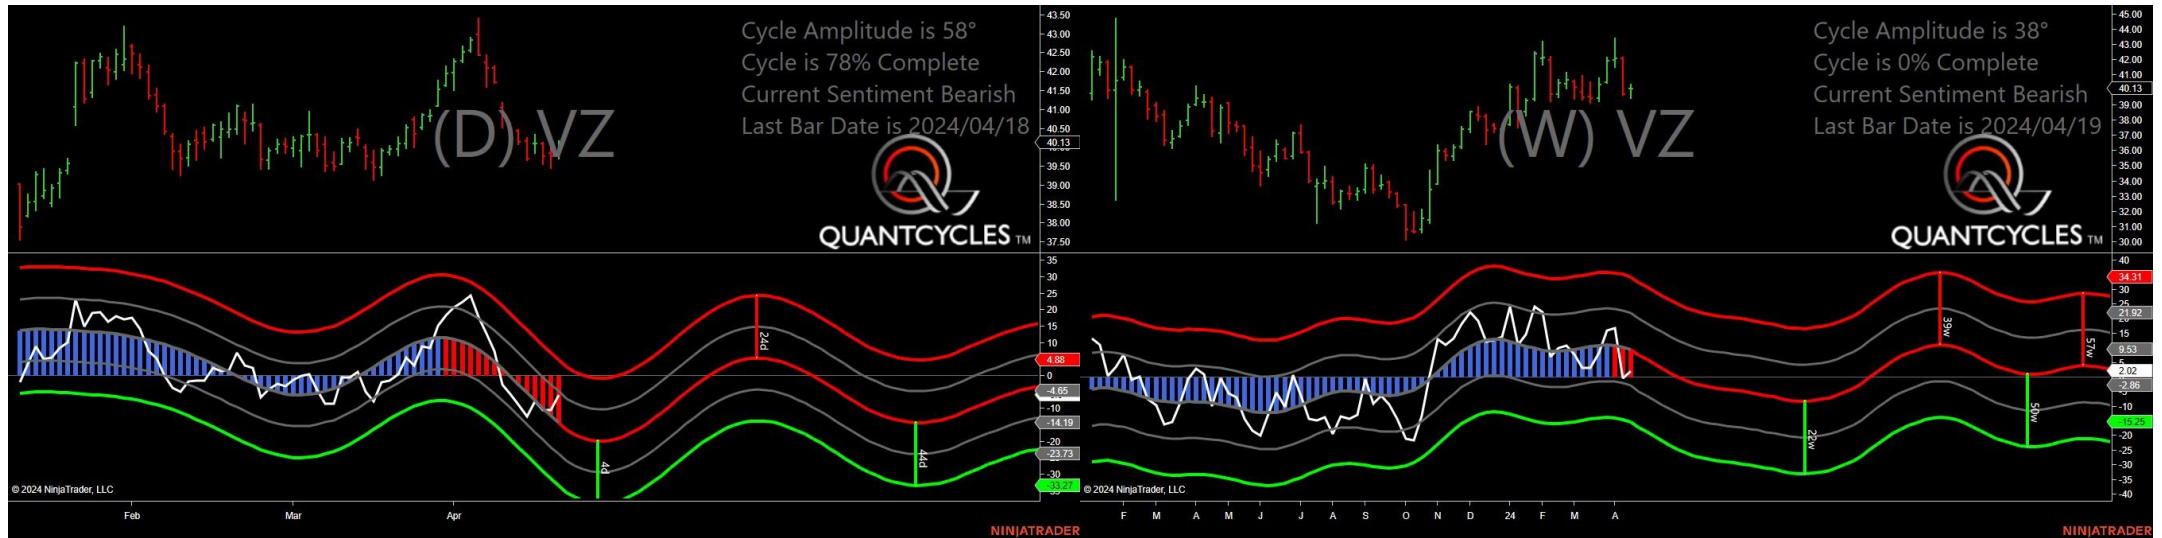 Cycle Amplitude is 58°
Cycle is 78% Complete
Current Sentiment Bearish
Last Bar Date is 2024/04/18
(D) VZ
QUANTCYCLES TM
43.50
43.00
42.50
42.00
41.50
41.00
40.50
40.13
39.50
39.00
38.50
38.00
37.50
35
30
25
20
15
10
4.88
0
-4.65
-10
-14.19
-20
-23.73
-30
-33.27
24d
4d
44d
© 2024 NinjaTrader, LLC
Feb
Mar
Apr
NINJATRADER
Cycle Amplitude is 38°
Cycle is 0% Complete
Current Sentiment Bearish
Last Bar Date is 2024/04/19
(W) VZ
QUANTCYCLES TM
45.00
44.00
43.00
42.00
41.00
40.13
39.00
38.00
37.00
36.00
35.00
34.00
33.00
32.00
31.00
30.00
40
34.31
30
25
21.92
15
9.53
5
2.02
-2.86
-5
-10
-15.25
-20
-25
-30
-35
-40
39w
57w
22w
50w
© 2024 NinjaTrader, LLC
F M A M J J A S O N D 24 F M A
NINJATRADER